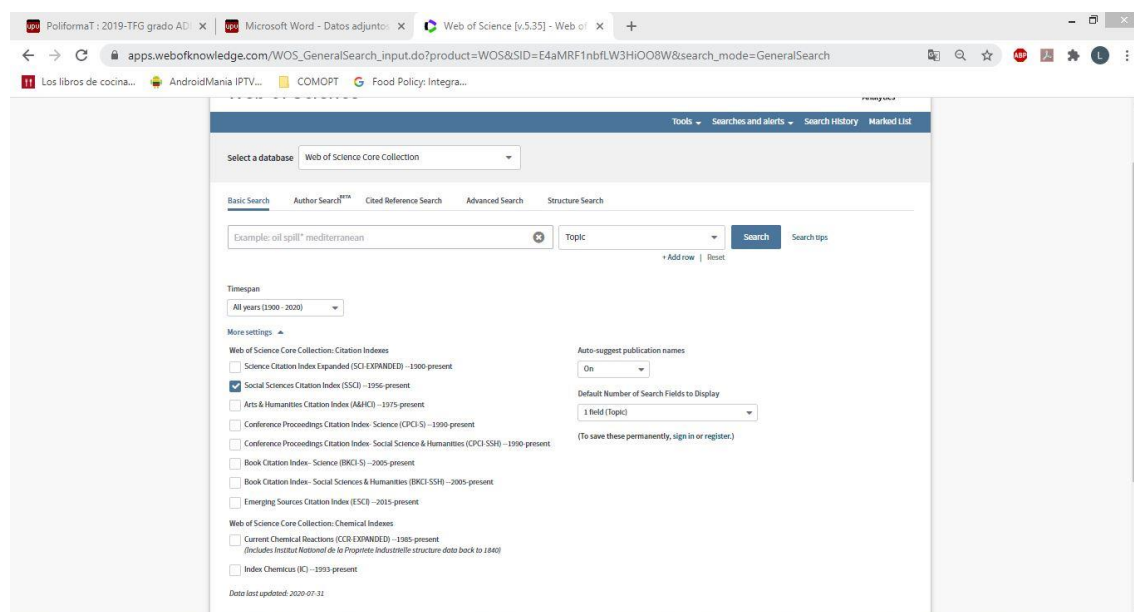 PoliformaT : 2019-TFG grado AD
Microsoft Word - Datos adjuntos
Web of Science [v.5.35] - Web of
apps.webofknowledge.com/WOS_GeneralSearch_input.do?product=WOS&SID=E4aMRF1nbfLW3HiOO8W&search_mode=GeneralSearch
ABP
L
Los libros de cocina... AndroidMania IPTV... COMOPT Food Policy: Integra...
Tools Searches and alerts Search History Marked List
Select a database Web of Science Core Collection
Basic Search Author Search BETA Cited Reference Search Advanced Search Structure Search
Example: oil spill* mediterranean Topic Search Search tips
+ Add row | Reset
Timespan
All years (1900 - 2020)
More settings
Web of Science Core Collection: Citation Indexes
Science Citation Index Expanded (SCI-EXPANDED) --1900-present
Social Sciences Citation Index (SSCI) --1956-present
Arts & Humanities Citation Index (A&HCI) --1975-present
Conference Proceedings Citation Index- Science (CPCI-S) --1990-present
Conference Proceedings Citation Index- Social Science & Humanities (CPCI-SSH) --1990-present
Book Citation Index– Science (BKCI-S) --2005-present
Book Citation Index– Social Sciences & Humanities (BKCI-SSH) --2005-present
Emerging Sources Citation Index (ESCI) --2015-present
Web of Science Core Collection: Chemical Indexes
Current Chemical Reactions (CCR-EXPANDED) --1985-present
(Includes Institut National de la Propriete Industrielle structure data back to 1840)
Index Chemicus (IC) --1993-present
Data last updated: 2020-07-31
Auto-suggest publication names
On
Default Number of Search Fields to Display
1 field (Topic)
(To save these permanently, sign in or register.)